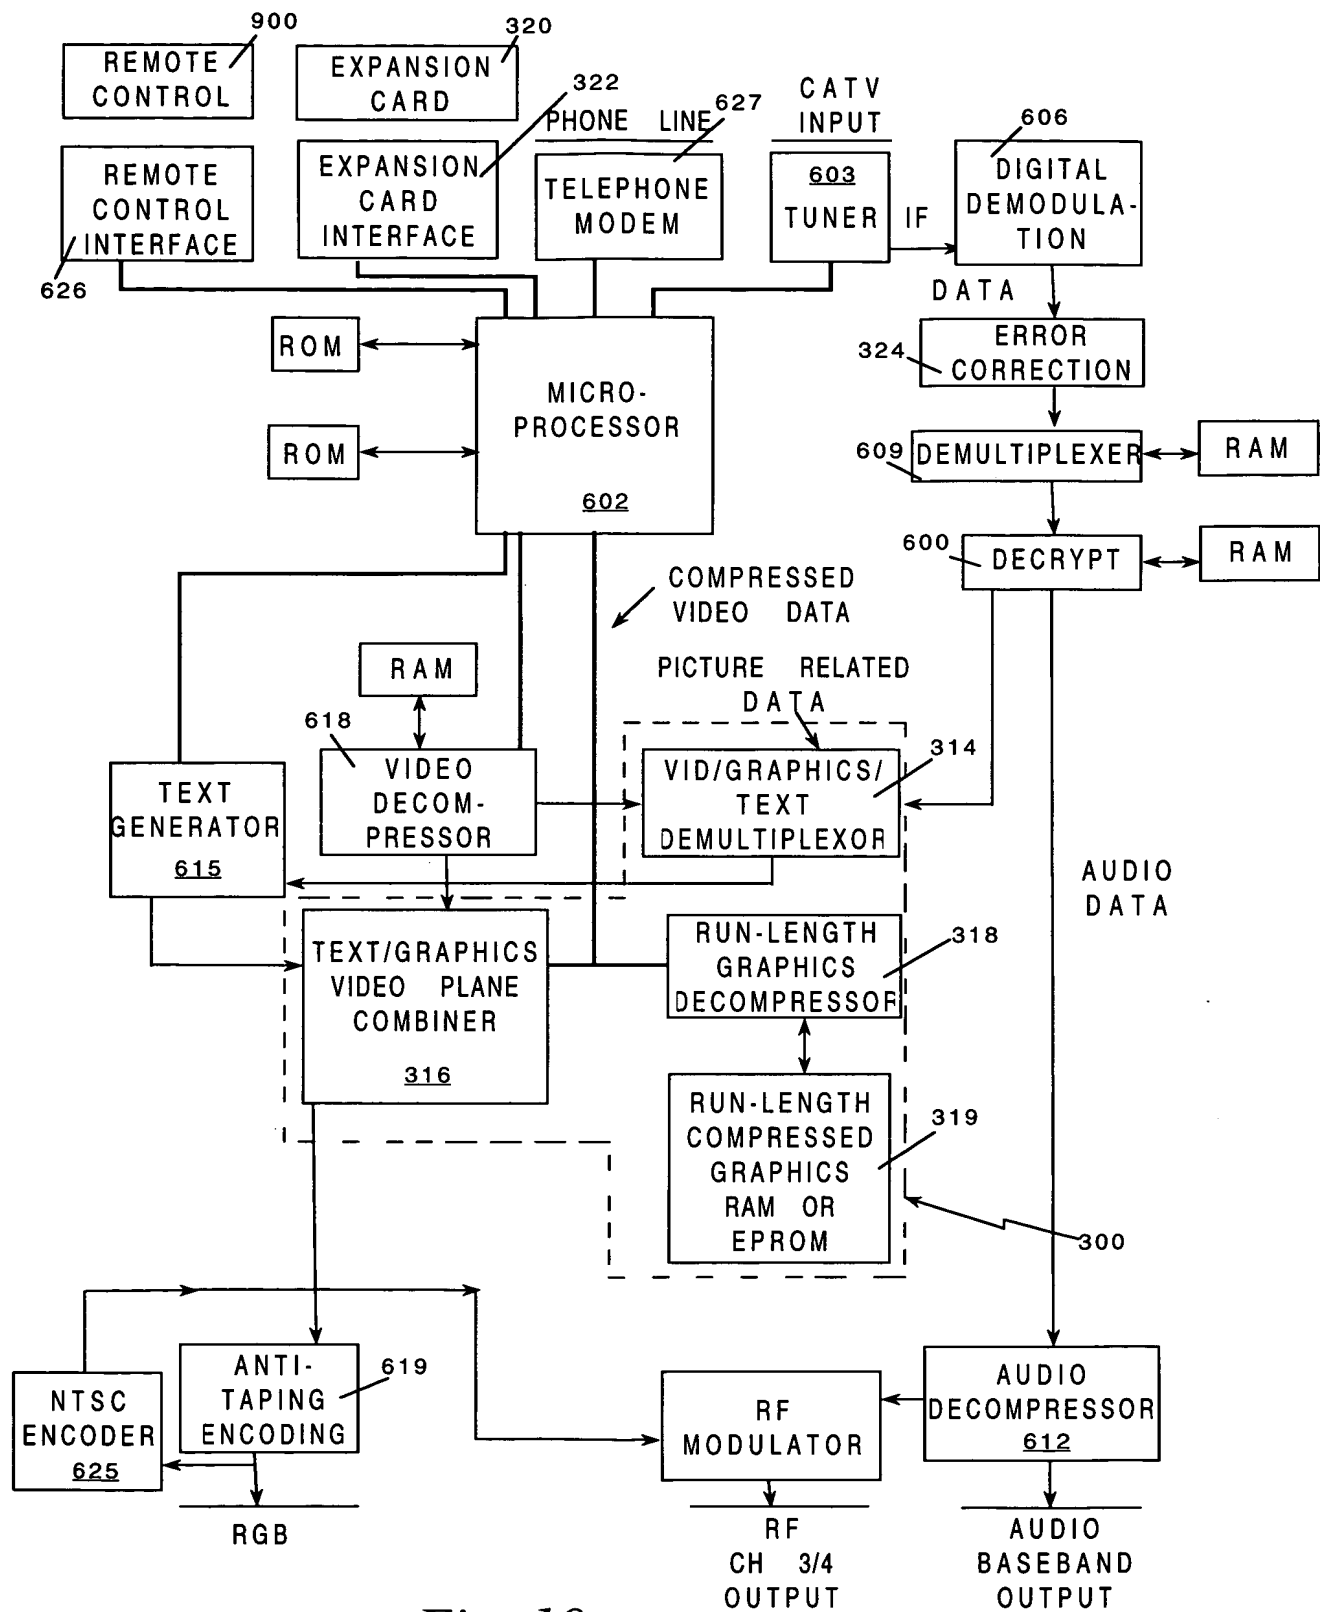 900
REMOTE
CONTROL
320
EXPANSION
CARD
322
PHONE LINE
627
CATV
INPUT
606
REMOTE
CONTROL
INTERFACE
626
EXPANSION
CARD
INTERFACE
TELEPHONE
MODEM
603
TUNER
IF
DIGITAL
DEMODULA-
TION
DATA
ROM
ROM
MICRO-
PROCESSOR
602
324
ERROR
CORRECTION
609
DEMULTIPLEXER
RAM
600
DECRYPT
RAM
COMPRESSED
VIDEO DATA
RAM
PICTURE RELATED
DATA
618
VIDEO
DECOM-
PRESSOR
VID/GRAPHICS/
TEXT
DEMULTIPLEXOR
314
TEXT
GENERATOR
615
AUDIO
DATA
TEXT/GRAPHICS
VIDEO PLANE
COMBINER
316
RUN-LENGTH
GRAPHICS
DECOMPRESSOR
318
RUN-LENGTH
COMPRESSED
GRAPHICS
RAM OR
EPROM
319
300
NTSC
ENCODER
625
ANTI-
TAPING
ENCODING
619
RGB
RF
MODULATOR
AUDIO
DECOMPRESSOR
612
RF
CH 3/4
OUTPUT
AUDIO
BASEBAND
OUTPUT